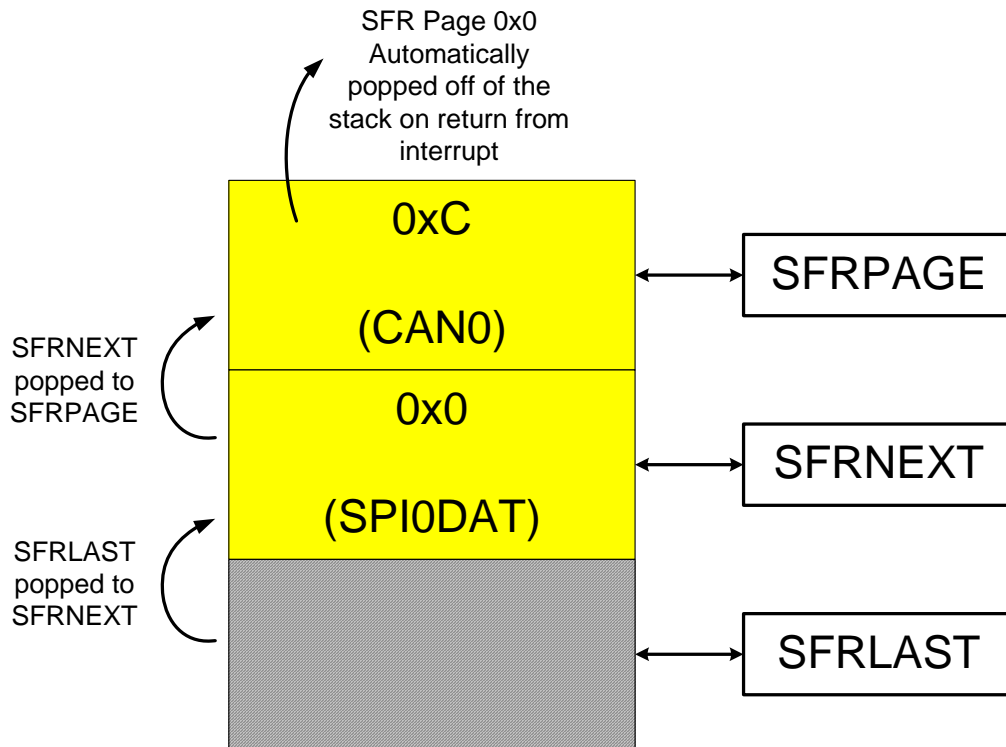 SFR Page 0x0
Automatically
popped off of the
stack on return from
interrupt
0xC
(CAN0)
SFRPAGE
SFRNEXT
popped to
SFRPAGE
0x0
(SPI0DAT)
SFRNEXT
SFRLAST
popped to
SFRNEXT
SFRLAST